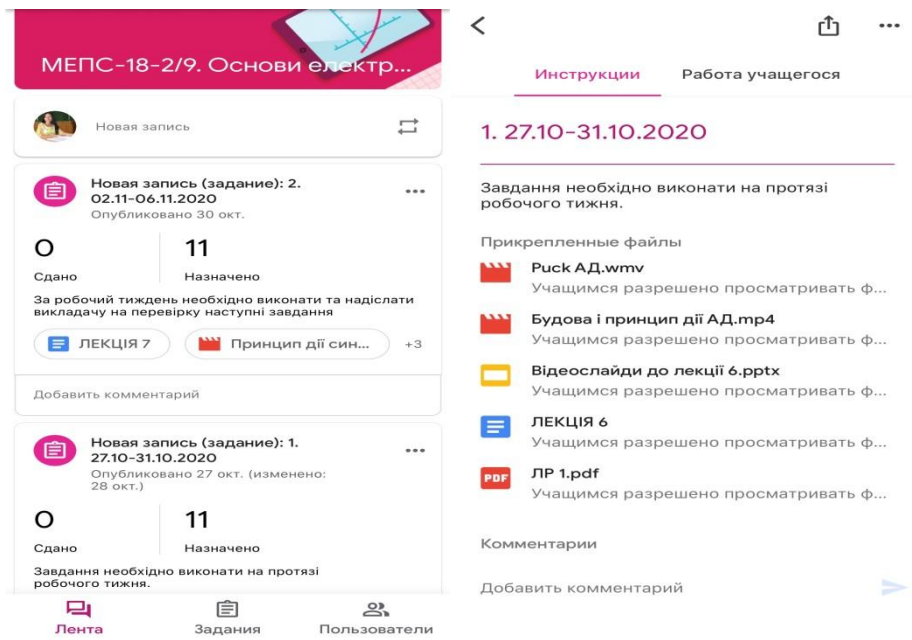 МЕПС-18-2/9. Основи електр...
Новая запись
Новая запись (задание): 2.
02.11-06.11.2020
Опубликовано 30 окт.
0 11
Сдано Назначено
За робочий тиждень необхідно виконати та надіслати
викладачу на перевірку наступні завдання
ЛЕКЦІЯ 7 Принцип дії син... +3
Добавить комментарий
Новая запись (задание): 1.
27.10-31.10.2020
Опубликовано 27 окт. (изменено:
28 окт.)
0 11
Сдано Назначено
Завдання необхідно виконати на протязі
робочого тижня.
Лента Задания Пользователи
Инструкции Работа учащегося
1. 27.10-31.10.2020
Завдання необхідно виконати на протязі
робочого тижня.
Прикрепленные файлы
Puck АД.wmv
Учащимся разрешено просматривать ф...
Будова і принцип дії АД.mp4
Учащимся разрешено просматривать ф...
Відеослайди до лекції 6.pptx
Учащимся разрешено просматривать ф...
ЛЕКЦІЯ 6
Учащимся разрешено просматривать ф...
PDF ЛР 1.pdf
Учащимся разрешено просматривать ф...
Комментарии
Добавить комментарий